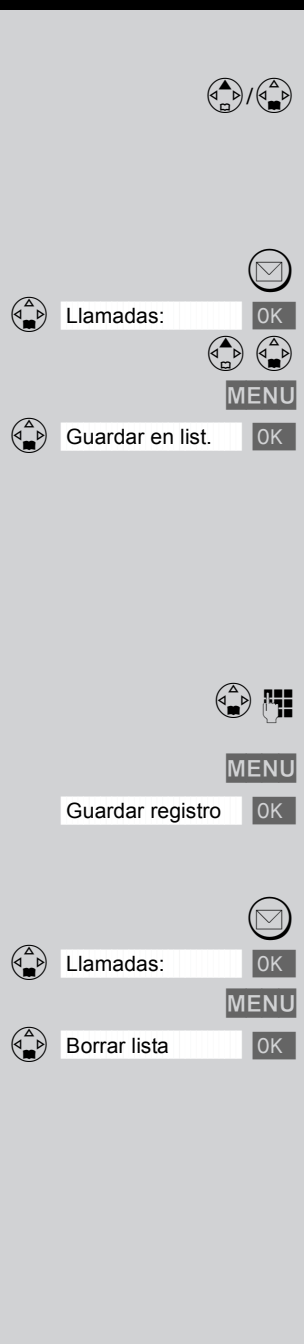 /
Llamadas: OK
MENU
Guardar en list. OK
MENU
Guardar registro OK
Llamadas: OK
MENU
Borrar lista OK